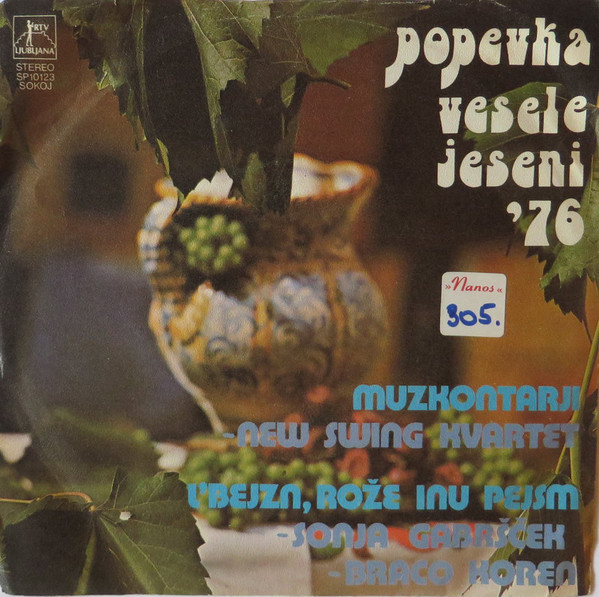 RTV
LJUBLJANA
STEREO
SP10123
SOKOJ
popevka
vesele
jeseni
'76
»Nanos«
305.
MUZKONTARJI
-NEW SWING KVARTET
L'BEJZN, ROŽE INU PEJSM
-SONJA GABRŠČEK
-BRACO KOREN